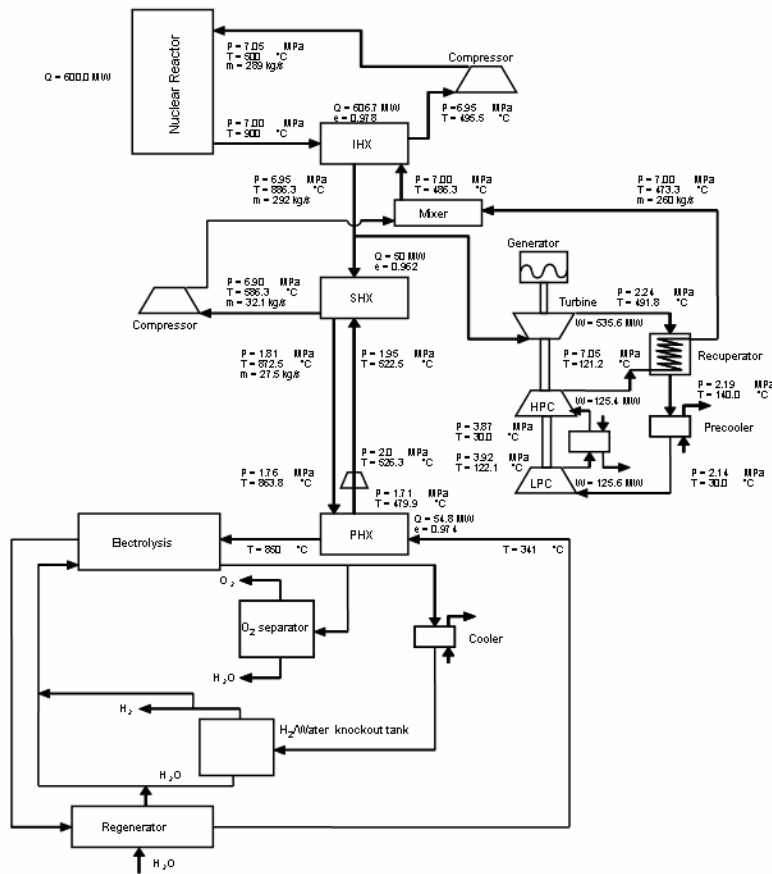 P = 7.05 MPa
T = 500 °C
m = 289 kg/s
Compressor
Nuclear Reactor
Q = 600.0 MW
P = 7.00 MPa
T = 900 °C
Q = 606.7 MW
e = 0.978
IHX
P = 6.95 MPa
T = 495.5 °C
P = 6.95 MPa
T = 886.3 °C
m = 292 kg/s
P = 7.00 MPa
T = 486.3 °C
Mixer
P = 7.00 MPa
T = 473.3 °C
m = 260 kg/s
Generator
Q = 50 MW
e = 0.962
SHX
P = 6.90 MPa
T = 586.3 °C
m = 32.1 kg/s
Compressor
Turbine
P = 2.24 MPa
T = 491.8 °C
W = 535.6 MW
Recuperator
P = 1.81 MPa
T = 872.5 °C
m = 27.5 kg/s
P = 1.95 MPa
T = 522.5 °C
P = 7.05 MPa
T = 121.2 °C
P = 2.19 MPa
T = 140.0 °C
HPC
W = 125.4 MW
Precooler
P = 3.87 MPa
T = 30.0 °C
P = 3.92 MPa
T = 122.1 °C
P = 2.0 MPa
T = 526.3 °C
LPC
W = 125.6 MW
P = 2.14 MPa
T = 30.0 °C
P = 1.76 MPa
T = 863.8 °C
P = 1.71 MPa
T = 479.9 °C
Q = 54.8 MW
e = 0.974
PHX
Electrolysis
T = 850 °C
T = 341 °C
O2
O2 separator
Cooler
H2O
H2
H2/Water knockout tank
H2O
Regenerator
H2O